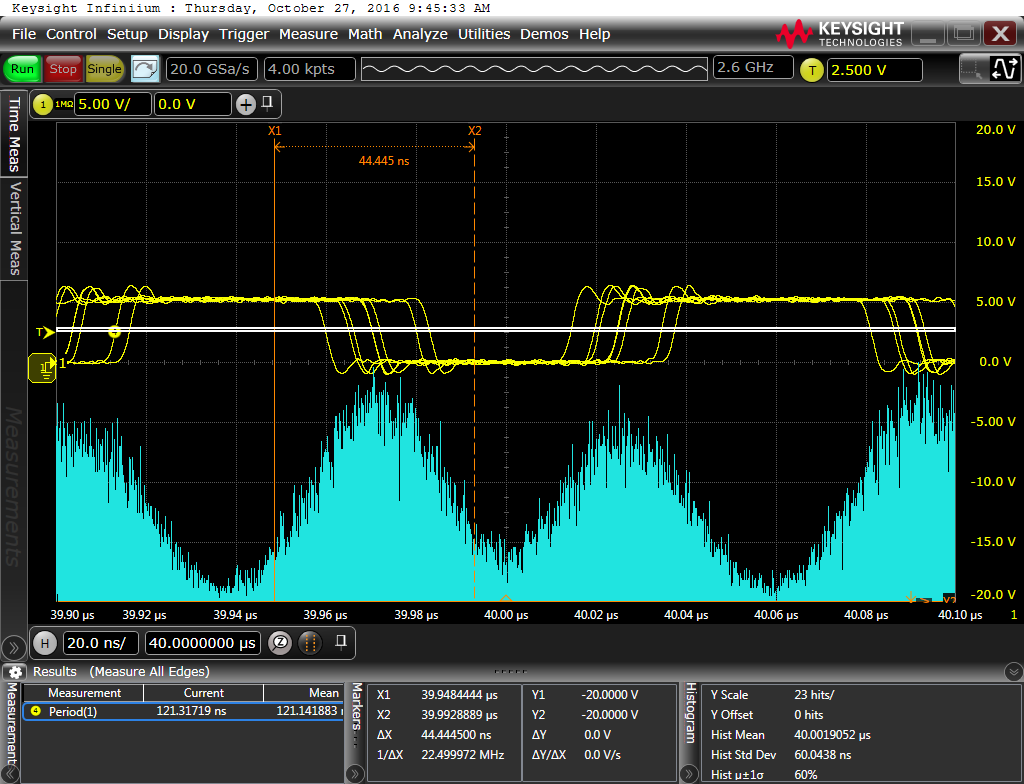 Keysight Infiniium : Thursday, October 27, 2016 9:45:33 AM
File Control Setup Display Trigger Measure Math Analyze Utilities Demos Help
KEYSIGHT
TECHNOLOGIES
Run Stop Single 20.0 GSa/s 4.00 kpts 2.6 GHz T 2.500 V
1 1MΩ 5.00 V/ 0.0 V
Time Meas
Vertical Meas
Measurements
X1 X2
44.445 ns
20.0 V
15.0 V
10.0 V
5.00 V
0.0 V
-5.00 V
-10.0 V
-15.0 V
-20.0 V
T
4
1
Y2
39.90 µs 39.92 µs 39.94 µs 39.96 µs 39.98 µs 40.00 µs 40.02 µs 40.04 µs 40.06 µs 40.08 µs 40.10 µs 1
H 20.0 ns/ 40.0000000 µs
Results (Measure All Edges)
Measurement
Measurement Current Mean
4 Period(1) 121.31719 ns 121.141883
Markers
X1 39.9484444 µs Y1 -20.0000 V
X2 39.9928889 µs Y2 -20.0000 V
ΔX 44.444500 ns ΔY 0.0 V
1/ΔX 22.499972 MHz ΔY/ΔX 0.0 V/s
Histogram
Y Scale 23 hits/
Y Offset 0 hits
Hist Mean 40.0019052 µs
Hist Std Dev 60.0438 ns
Hist µ±1σ 60%